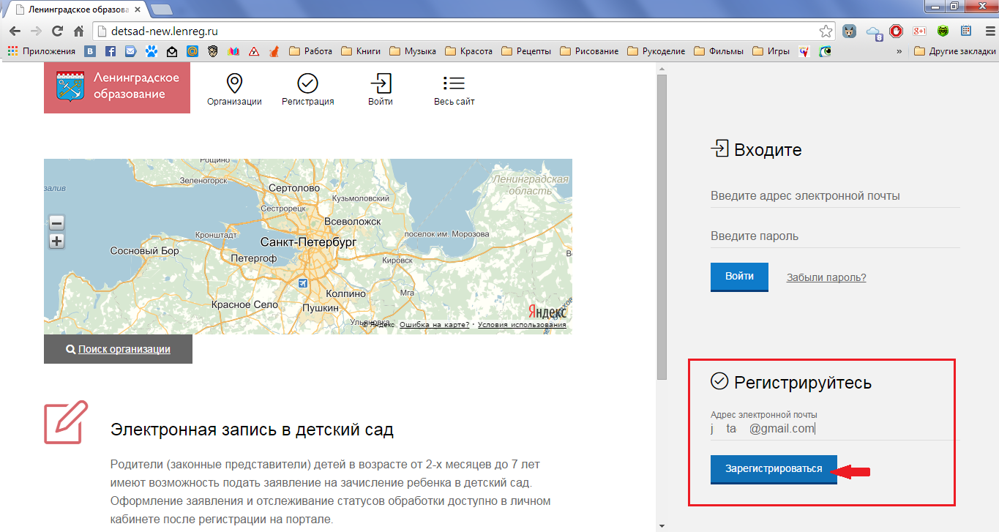 Ленинградское образова
detsad-new.lenreg.ru
Приложения
Работа
Книги
Музыка
Красота
Рецепты
Рисование
Рукоделие
Фильмы
Игры
»
Другие закладки
Ленинградское
образование
Организации
Регистрация
Войти
Весь сайт
Рощино
Зеленогорск
залив
Сертолово
Ленинградская
область
Кузьмоловский
Сестрорецк
Всеволожск
Кронштадт
поселок им. Морозова
Санкт-Петербург
Сосновый Бор
Петергоф
Кировск
Колпино
Мга
Красное Село
Пушкин
Яндекс
Ульяновка
© Яндекс Ошибка на карте? · Условия использования
Поиск организации
Электронная запись в детский сад
Родители (законные представители) детей в возрасте от 2-х месяцев до 7 лет
имеют возможность подать заявление на зачисление ребенка в детский сад.
Оформление заявления и отслеживание статусов обработки доступно в личном
кабинете после регистрации на портале.
Входите
Введите адрес электронной почты
Введите пароль
Войти
Забыли пароль?
Регистрируйтесь
Адрес электронной почты
j ta @gmail.com
Зарегистрироваться